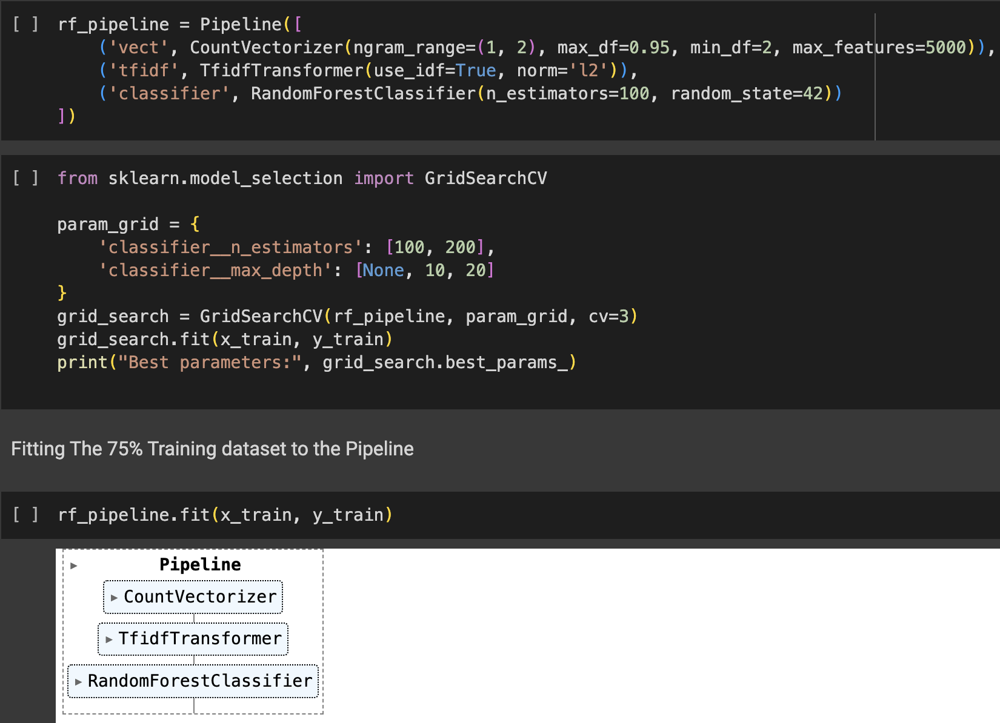 [ ] rf_pipeline = Pipeline([
('vect', CountVectorizer(ngram_range=(1, 2), max_df=0.95, min_df=2, max_features=5000)),
('tfidf', TfidfTransformer(use_idf=True, norm='l2')),
('classifier', RandomForestClassifier(n_estimators=100, random_state=42))
])
[ ] from sklearn.model_selection import GridSearchCV
param_grid = {
'classifier__n_estimators': [100, 200],
'classifier__max_depth': [None, 10, 20]
}
grid_search = GridSearchCV(rf_pipeline, param_grid, cv=3)
grid_search.fit(x_train, y_train)
print("Best parameters:", grid_search.best_params_)
Fitting The 75% Training dataset to the Pipeline
[ ] rf_pipeline.fit(x_train, y_train)
▸ Pipeline
▸ CountVectorizer
▸ TfidfTransformer
▸ RandomForestClassifier